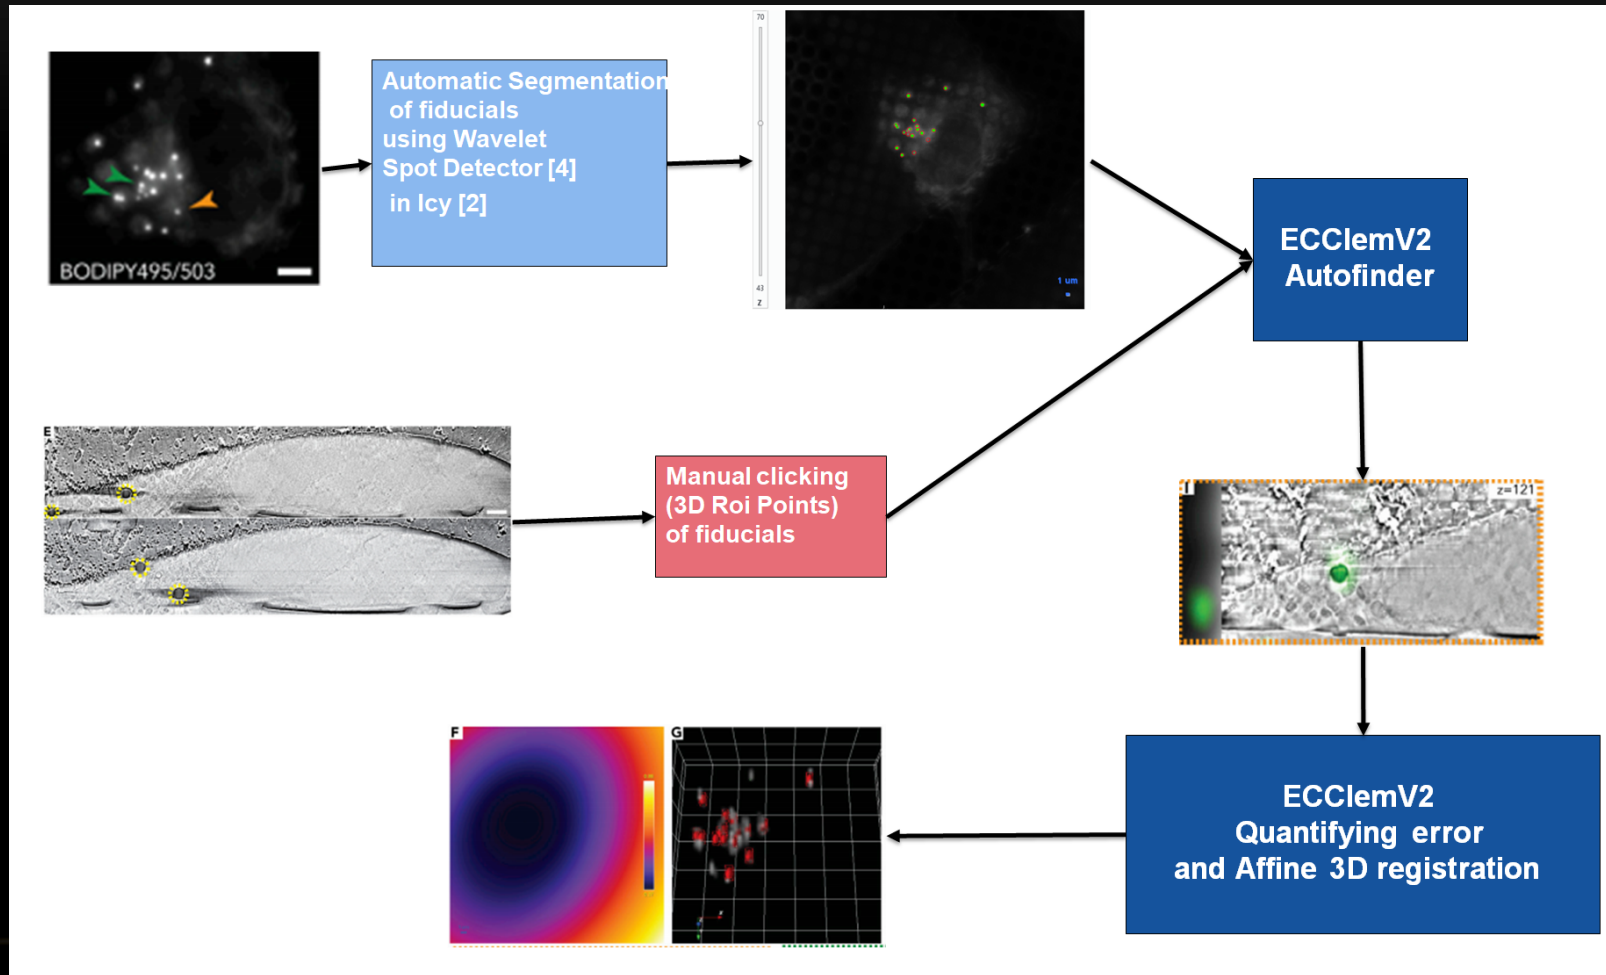 BODIPY495/503
Automatic Segmentation
of fiducials
using Wavelet
Spot Detector [4]
in Icy [2]
70
43
Z
1 um
ECClemV2
Autofinder
E
Manual clicking
(3D Roi Points)
of fiducials
I
z=121
F
G
ECClemV2
Quantifying error
and Affine 3D registration